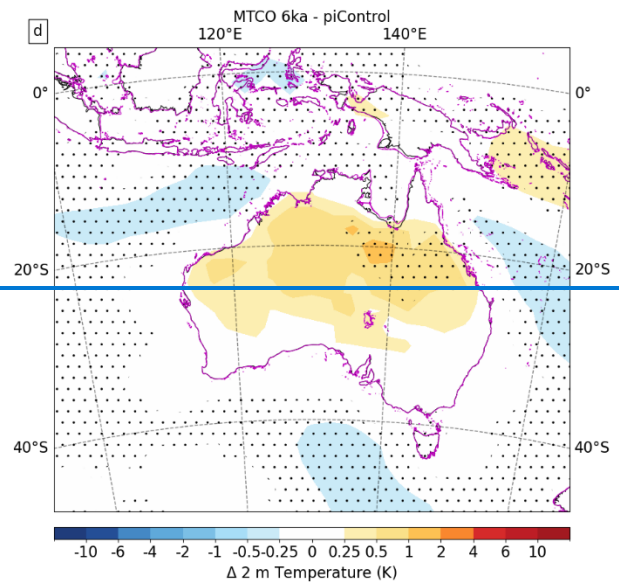 MTCO 6ka - piControl
d
120°E 140°E
0° 0°
20°S 20°S
40°S 40°S
-10 -6 -4 -2 -1 -0.5 -0.25 0 0.25 0.5 1 2 4 6 10
Δ 2 m Temperature (K)